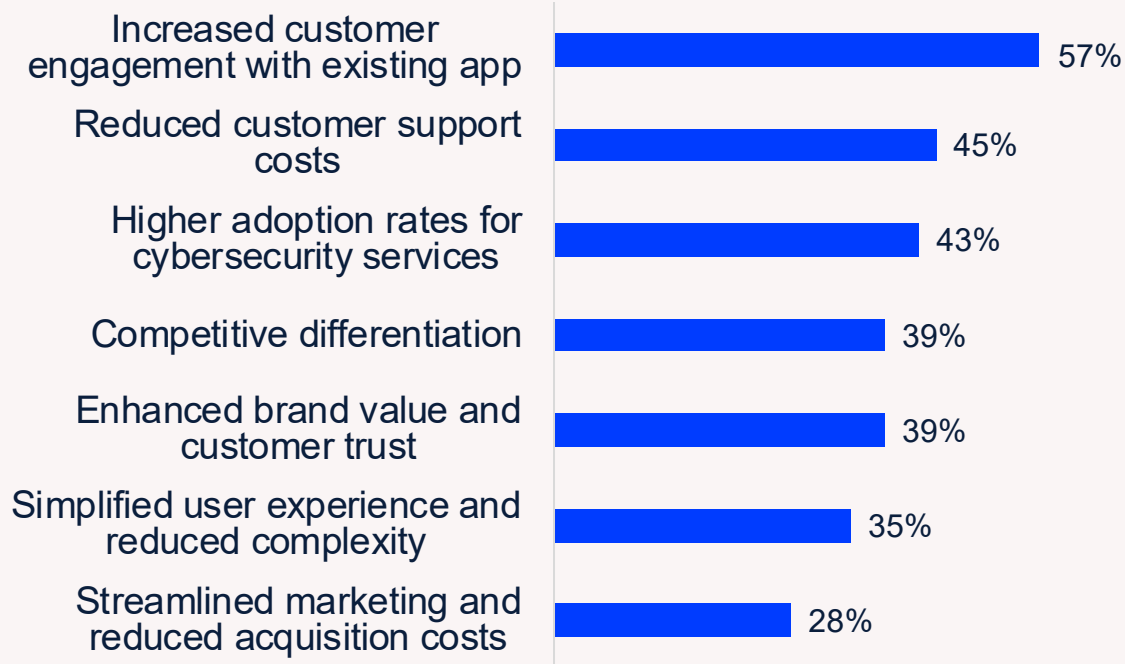 Increased customer
engagement with existing app
57%
Reduced customer support
costs
45%
Higher adoption rates for
cybersecurity services
43%
Competitive differentiation
39%
Enhanced brand value and
customer trust
39%
Simplified user experience and
reduced complexity
35%
Streamlined marketing and
reduced acquisition costs
28%